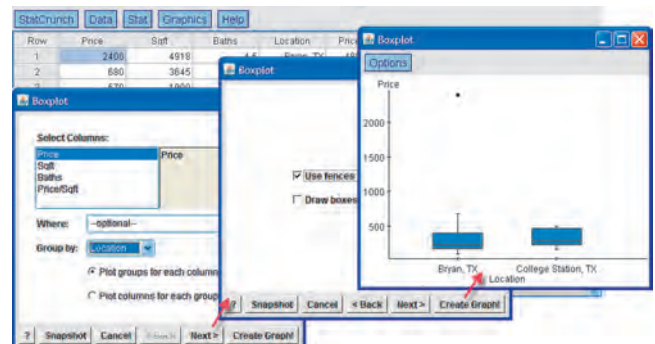 StatCrunch Data Stat Graphics Help
Row Price Sqft Baths Location
1 2400 4918
2 680 3645
Boxplot
Select Columns:
Price
Sqft
Baths
Price/Sqft
Price
Where: --optional--
Group by: Location
Plot groups for each column
Plot columns for each group
? Snapshot Cancel < Back Next > Create Graph!
Boxplot
Use fences
Draw boxes
? Snapshot Cancel < Back Next > Create Graph!
Boxplot
Options
Price
2000
1500
1000
500
Bryan, TX College Station, TX
Location